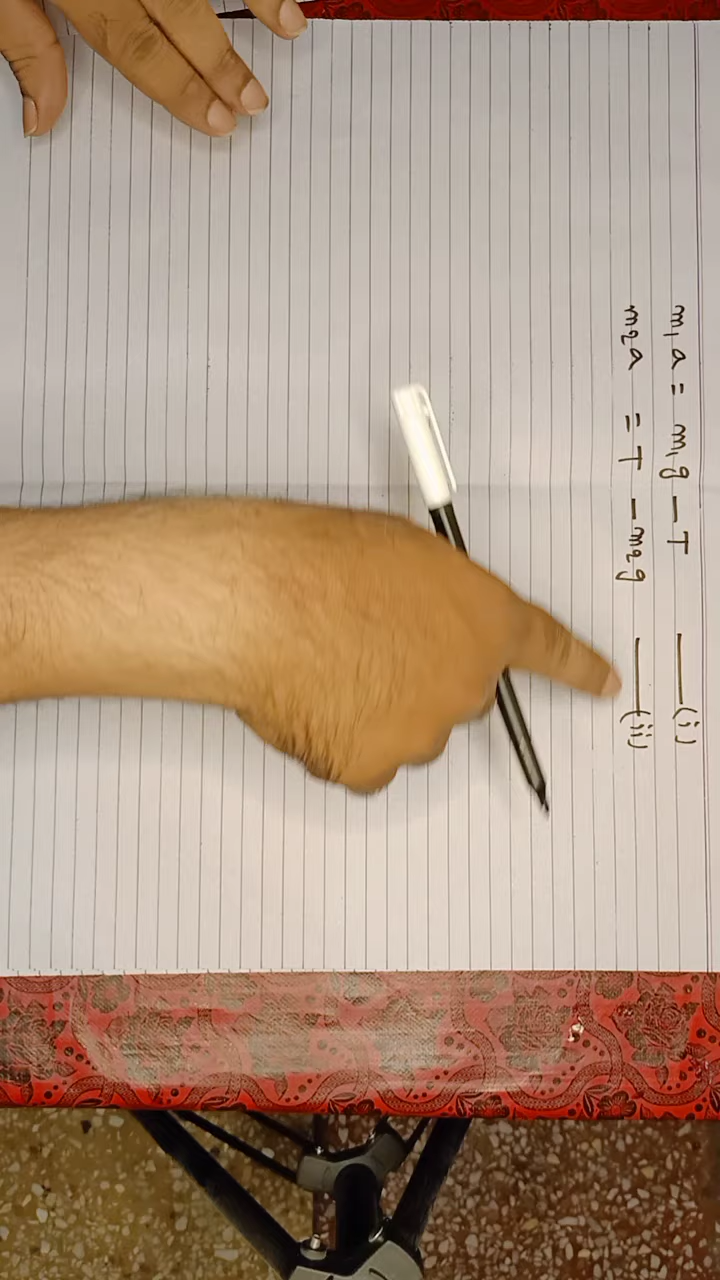 m₁a = m₁g - T ——(i)
m₂a = T - m₂g ——(ii)